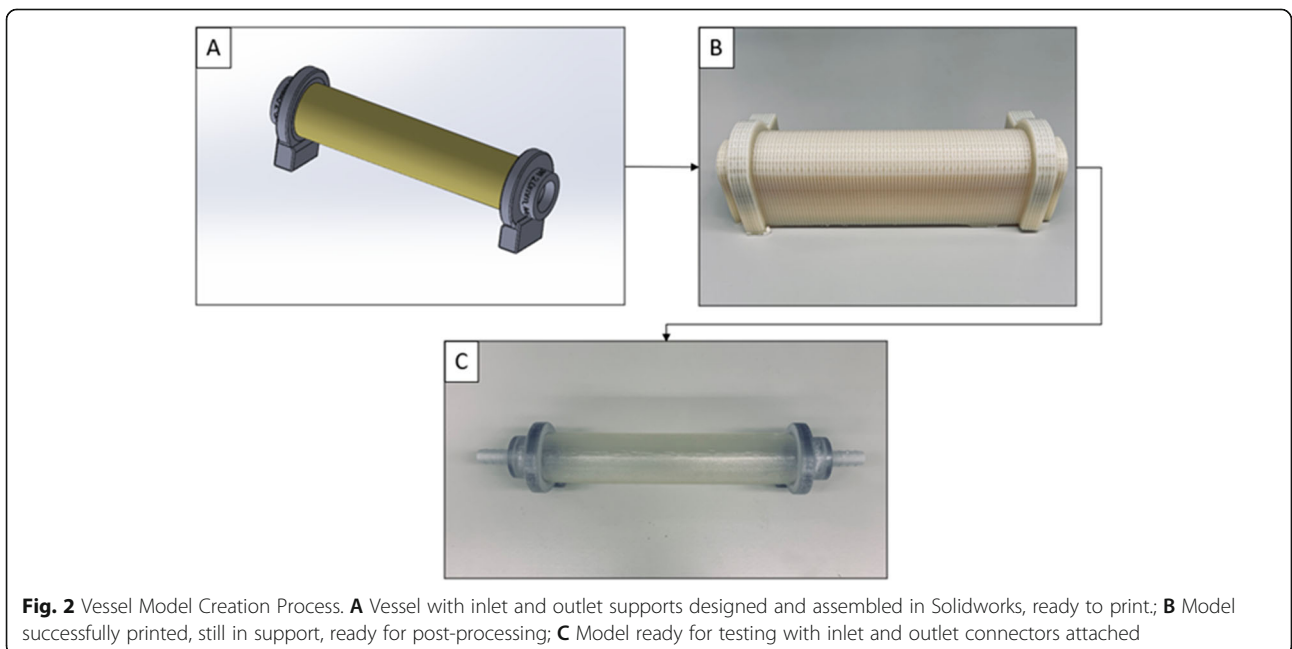 A
B
C
Fig. 2 Vessel Model Creation Process. A Vessel with inlet and outlet supports designed and assembled in Solidworks, ready to print.; B Model
successfully printed, still in support, ready for post-processing; C Model ready for testing with inlet and outlet connectors attached